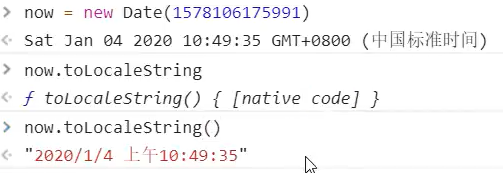 now = new Date(1578106175991)
Sat Jan 04 2020 10:49:35 GMT+0800 (中国标准时间)
now.toLocaleString
ƒ toLocaleString() { [native code] }
now.toLocaleString()
"2020/1/4 上午10:49:35"